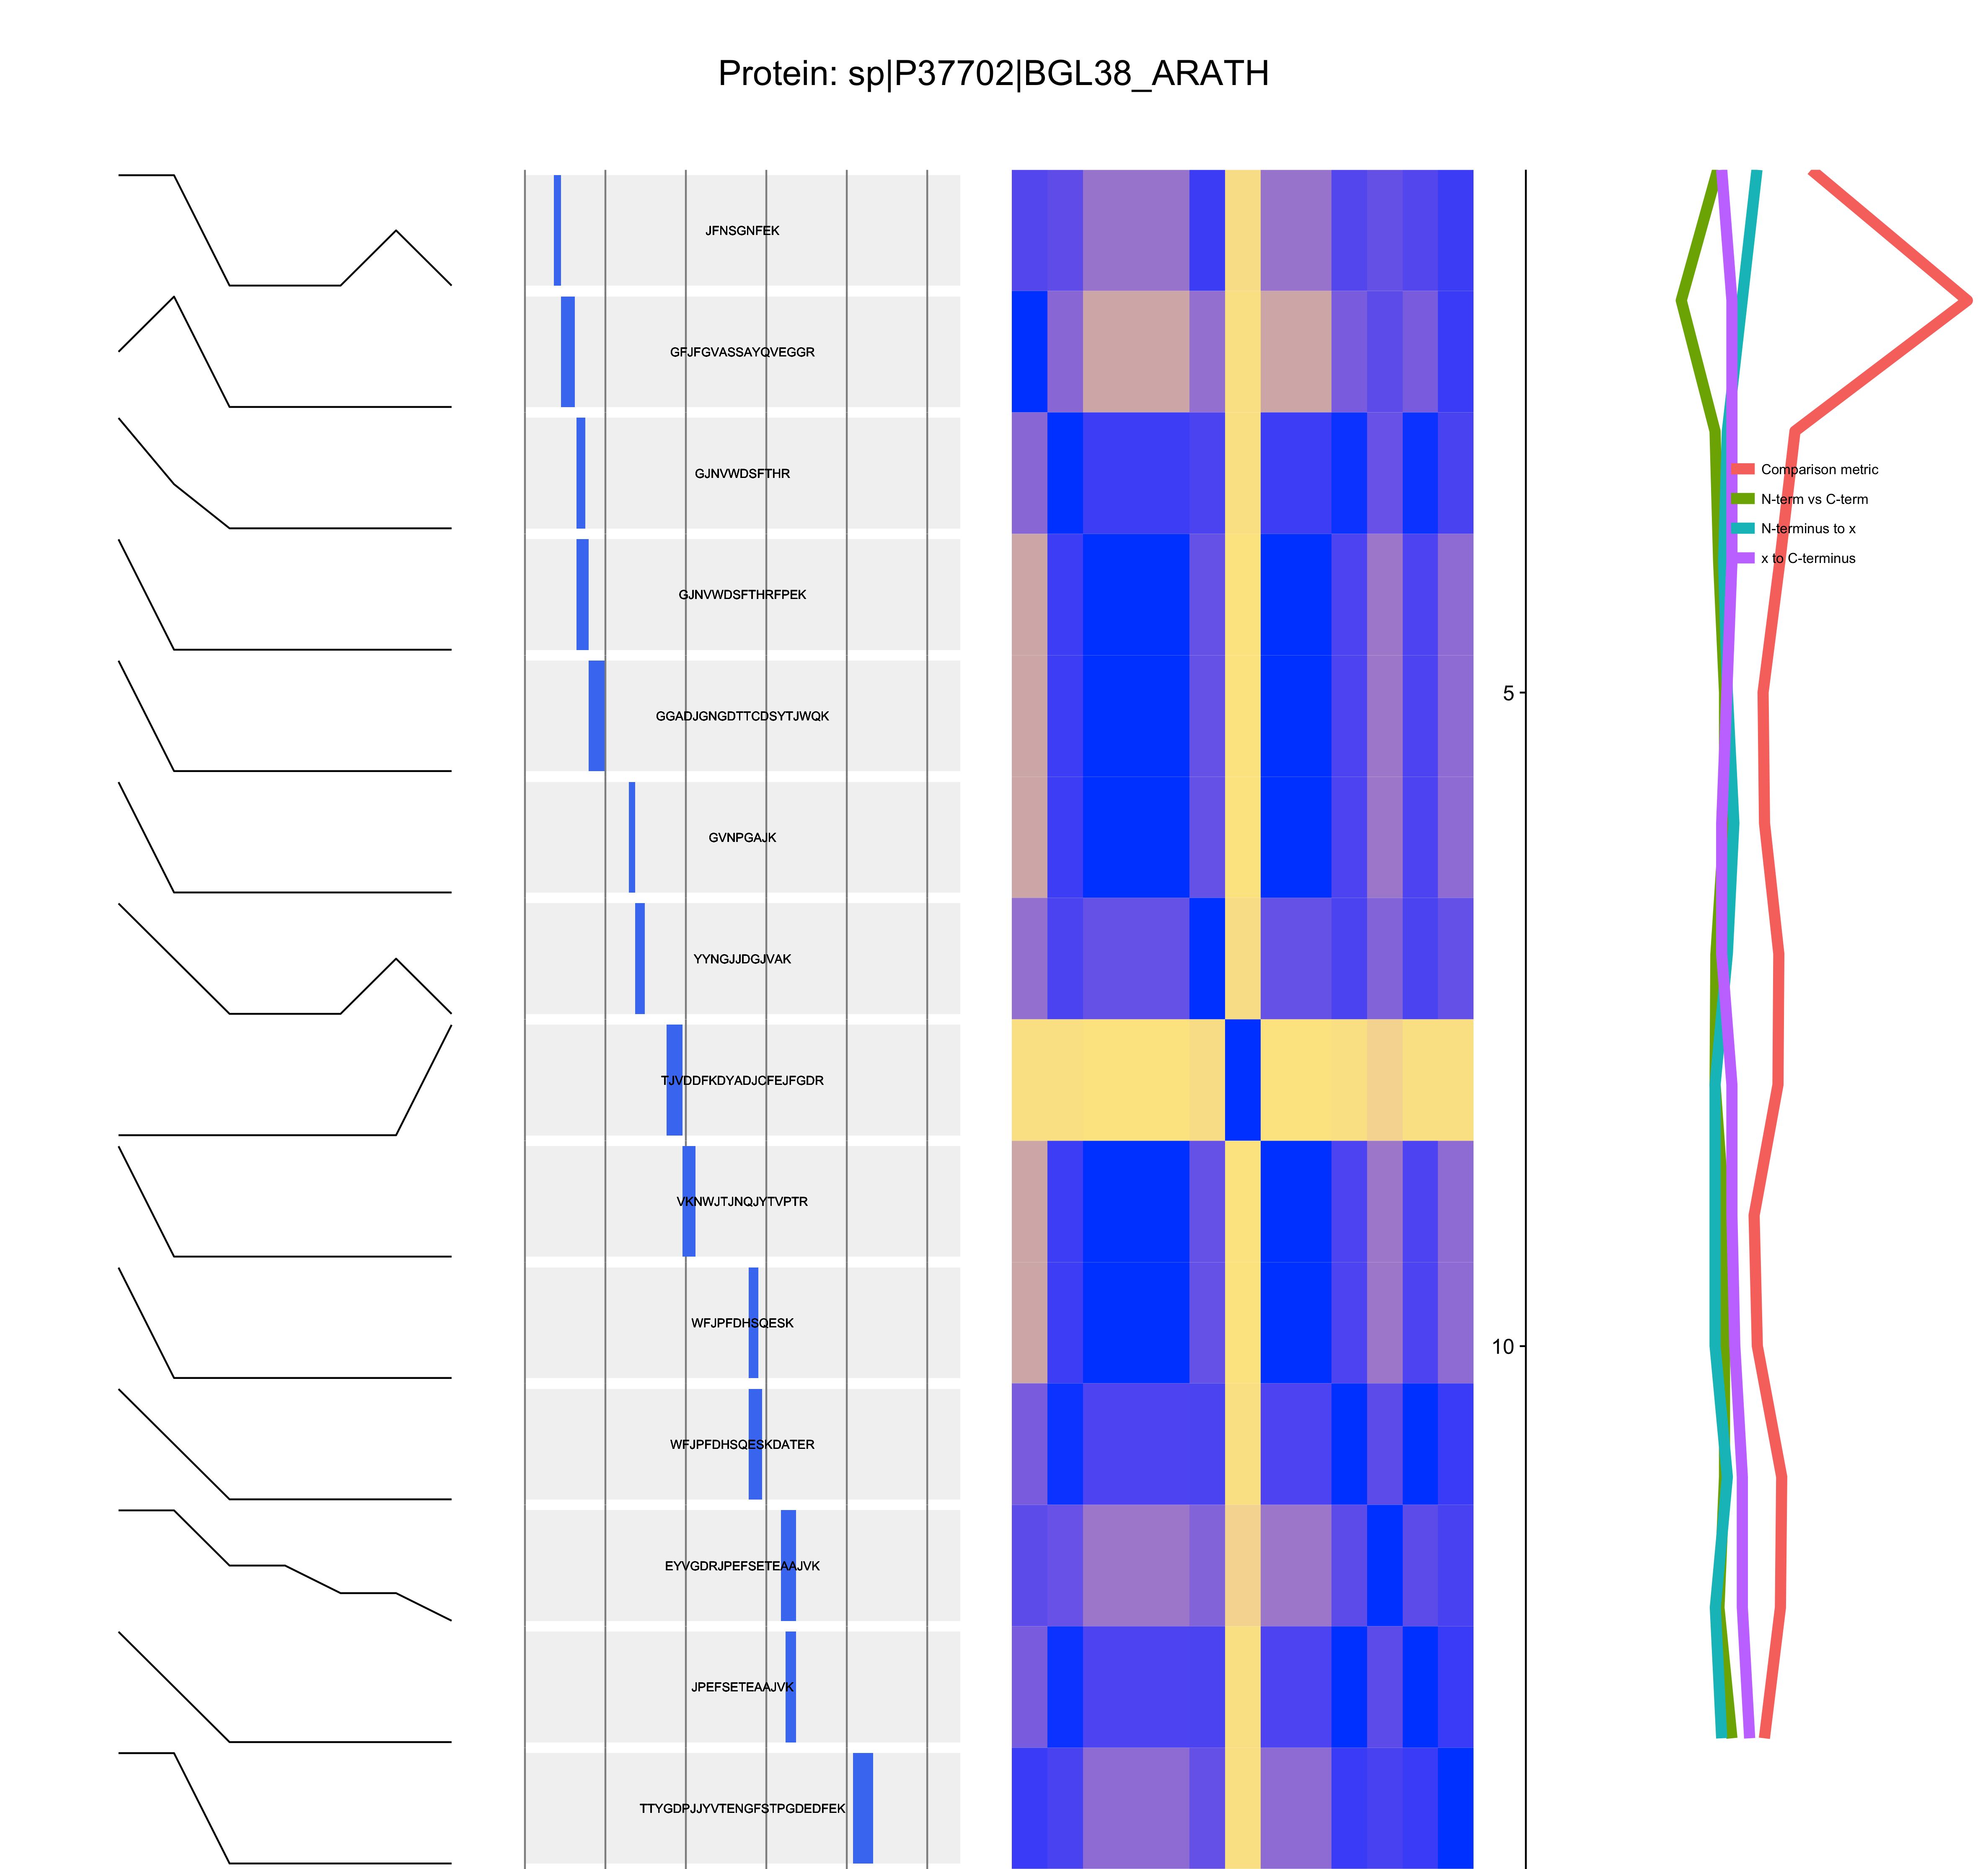 Protein: sp|P37702|BGL38_ARATH
JFNSGNFEK
GFJFGVASSAYQVEGGR
GJNVWDSFTHR
Comparison metric
N-term vs C-term
N-terminus to x
x to C-terminus
GJNVWDSFTHRFPEK
GGADJGNGDTTCDSYTJWQK
5
GVNPGAJK
YYNGJJDGJVAK
TJVDDFKDYADJCFEJFGDR
VKNWJTJNQJYTVPTR
WFJPFDHSQESK
10
WFJPFDHSQESKDATER
EYVGDRJPEFSETEAAJVK
JPEFSETEAAJVK
TTYGDPJJYVTENGFSTPGDEDFEK